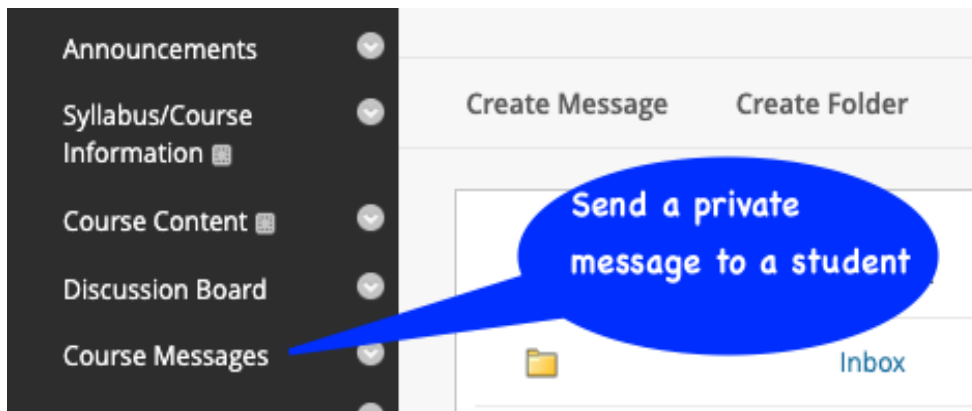 Announcements
Syllabus/Course
Information
Course Content
Discussion Board
Course Messages
Create Message
Create Folder
Send a private
message to a student
Inbox